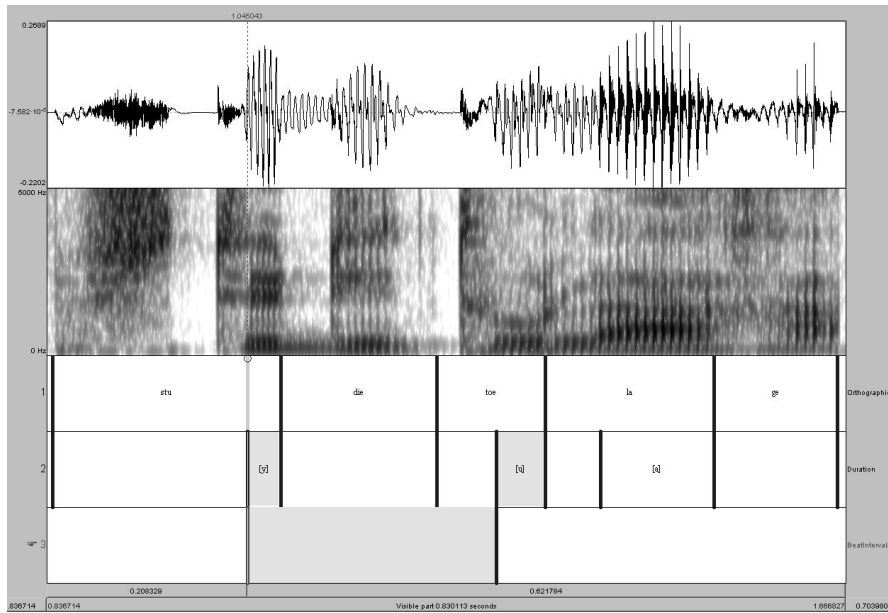 1.045043
0.2689
-7.582·10⁻⁵
-0.2202
5000 Hz
0 Hz
1 stu die toe la ge Orthographic
2 [y] [u] [a] Duration
3 BeatInterval
0.208329 0.621784
.836714 0.836714 Visible part 0.830113 seconds 1.666827 0.703980